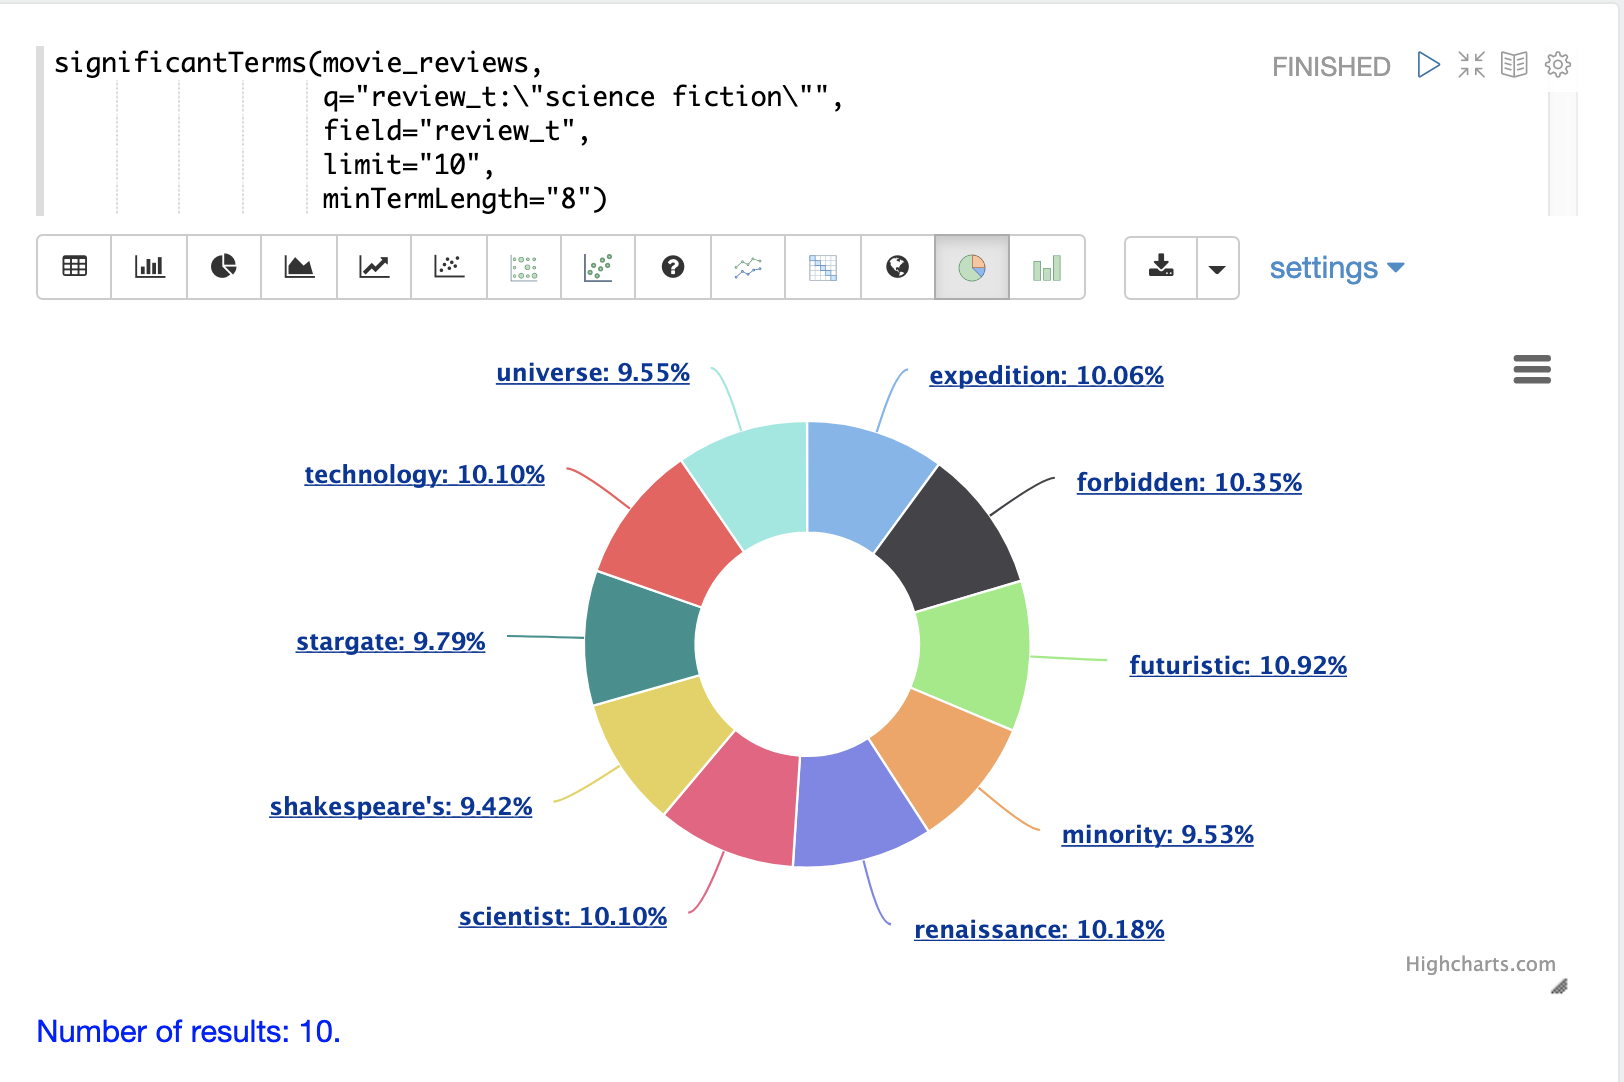 significantTerms(movie_reviews,
q="review_t:\"science fiction\"",
field="review_t",
limit="10",
minTermLength="8")
FINISHED
settings
universe: 9.55%
expedition: 10.06%
technology: 10.10%
forbidden: 10.35%
stargate: 9.79%
futuristic: 10.92%
shakespeare's: 9.42%
minority: 9.53%
scientist: 10.10%
renaissance: 10.18%
Highcharts.com
Number of results: 10.